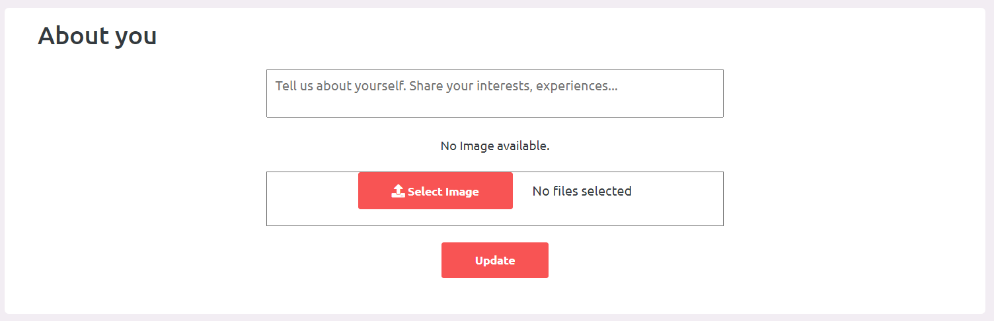 About you
Tell us about yourself. Share your interests, experiences...
No Image available.
Select Image No files selected
Update